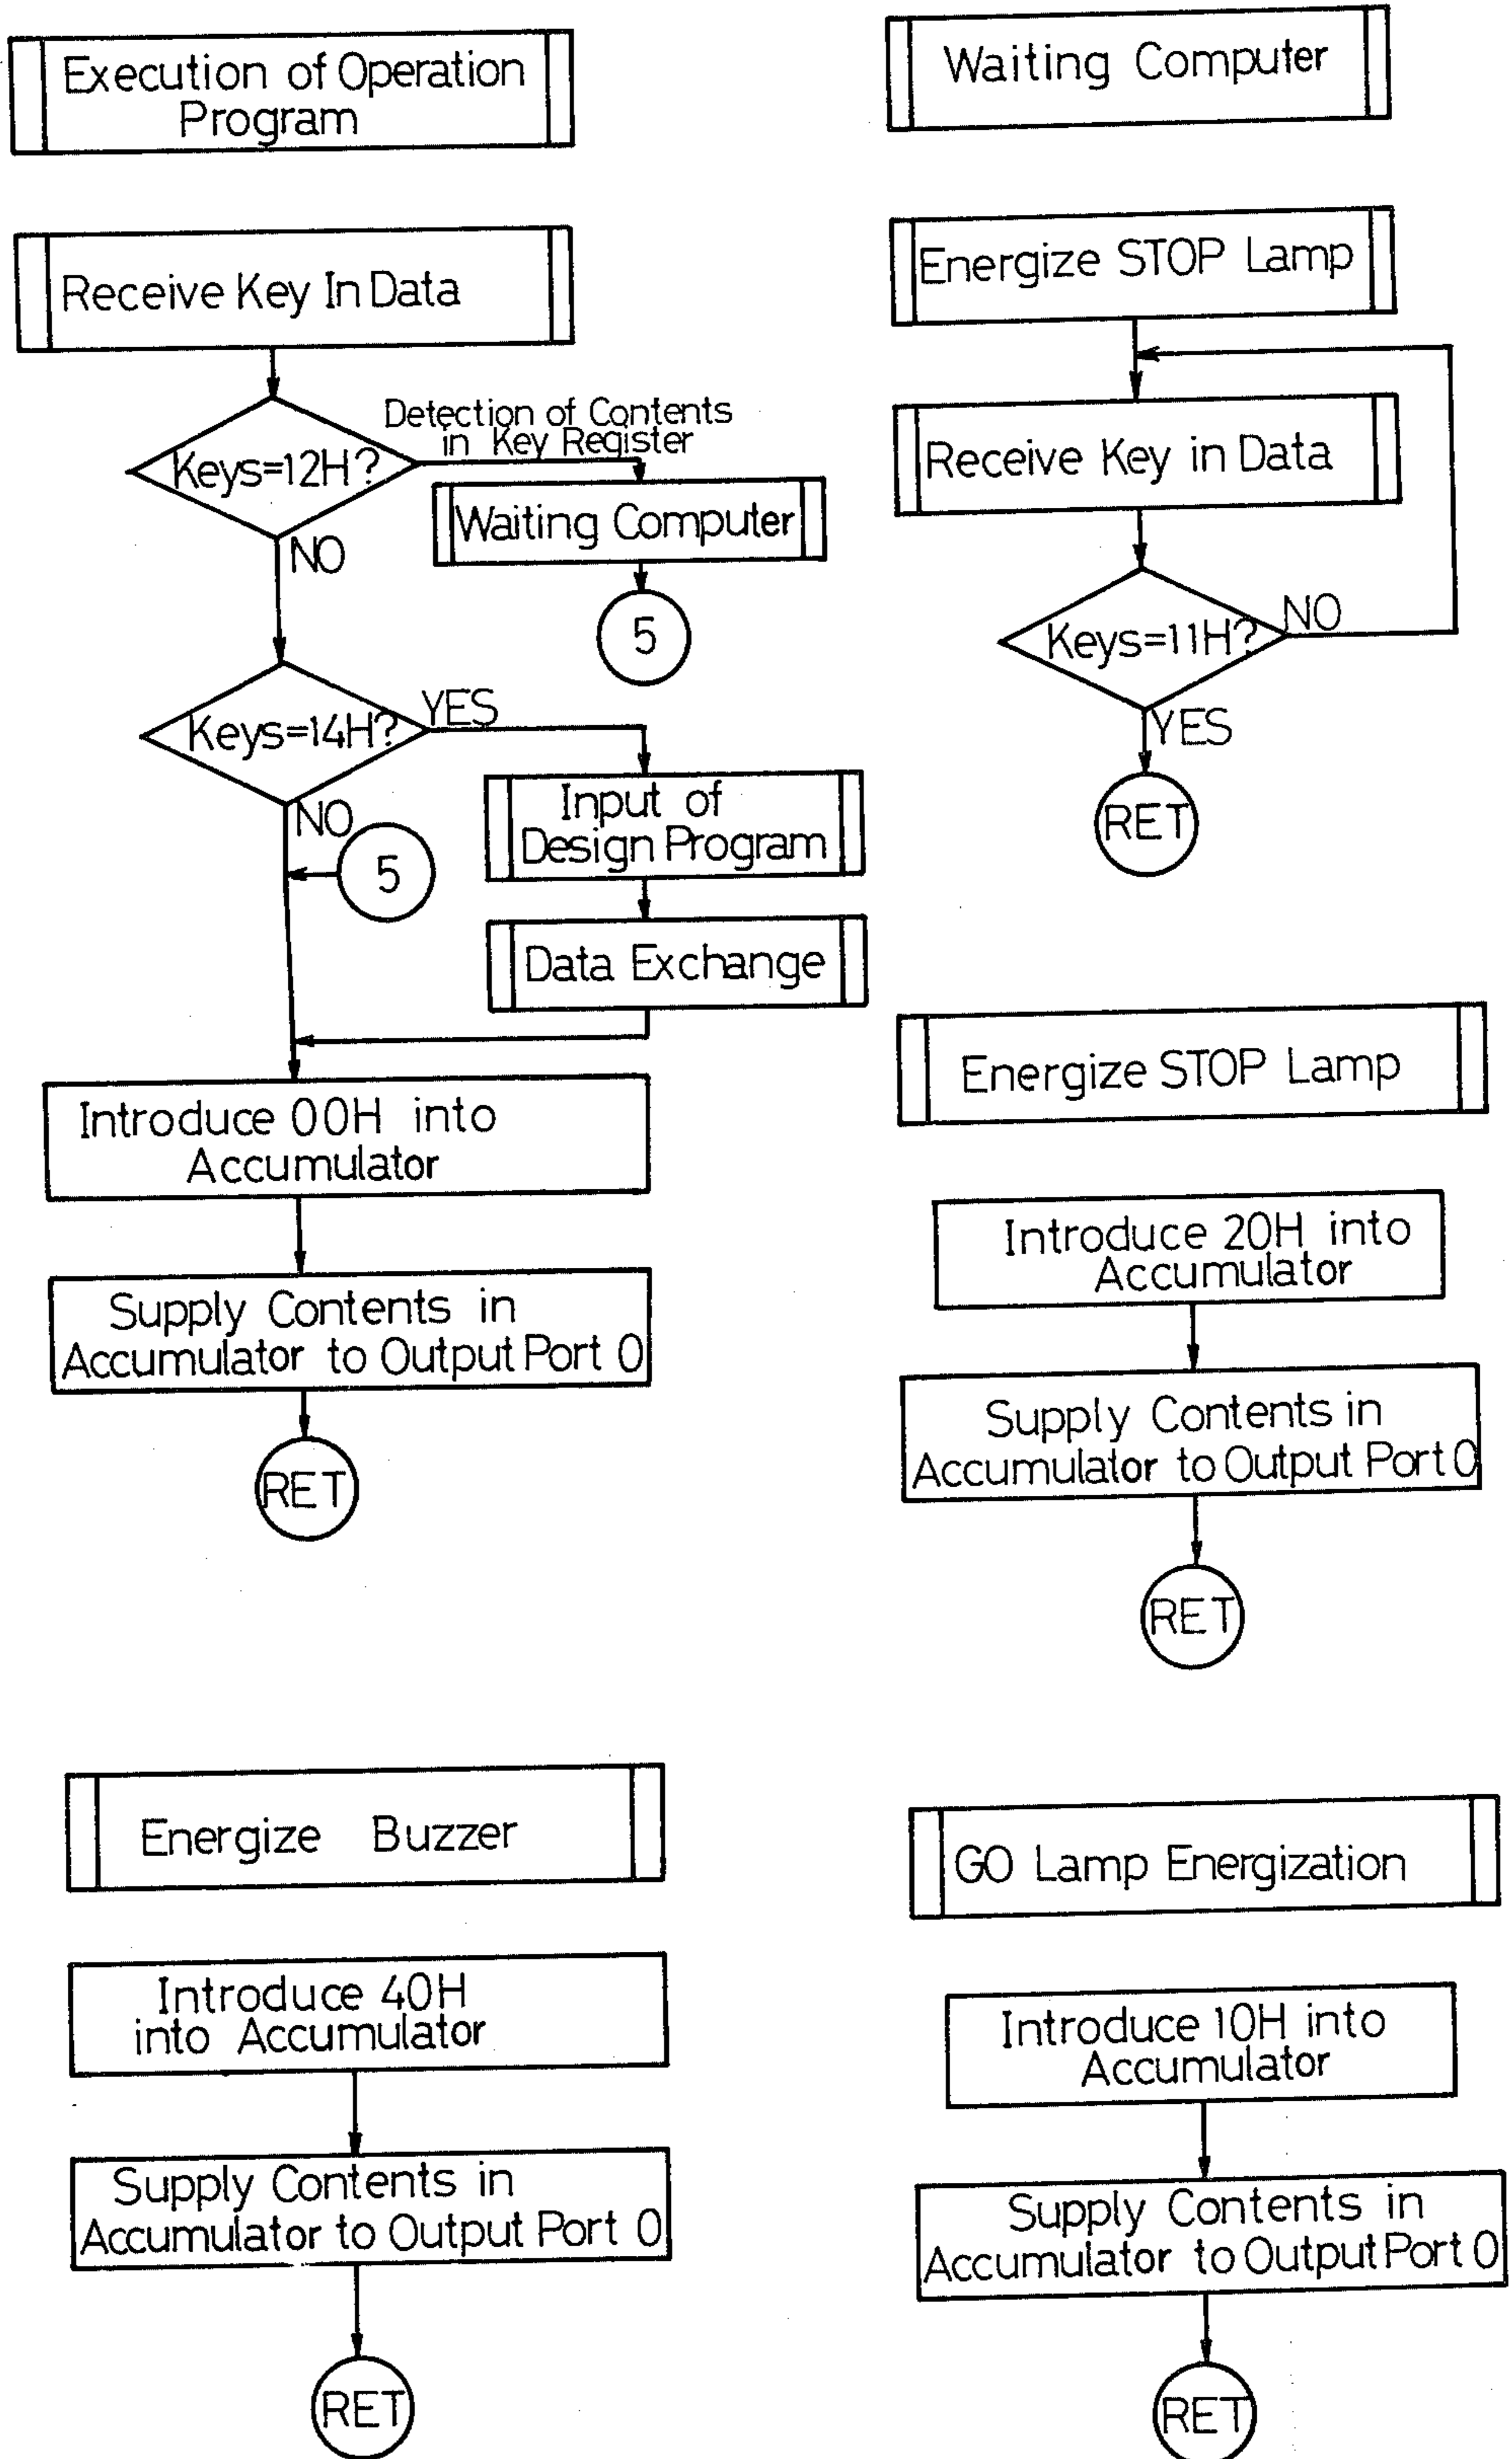 Execution of Operation
Program
Receive Key In Data
Keys=12H?
Detection of Contents
in Key Register
Waiting Computer
5
NO
Keys=14H?
YES
Input of
Design Program
Data Exchange
NO
5
Introduce 00H into
Accumulator
Supply Contents in
Accumulator to Output Port 0
RET
Waiting Computer
Energize STOP Lamp
Receive Key in Data
Keys=11H?
NO
YES
RET
Energize STOP Lamp
Introduce 20H into
Accumulator
Supply Contents in
Accumulator to Output Port 0
RET
Energize Buzzer
Introduce 40H
into Accumulator
Supply Contents in
Accumulator to Output Port 0
RET
GO Lamp Energization
Introduce 10H into
Accumulator
Supply Contents in
Accumulator to Output Port 0
RET